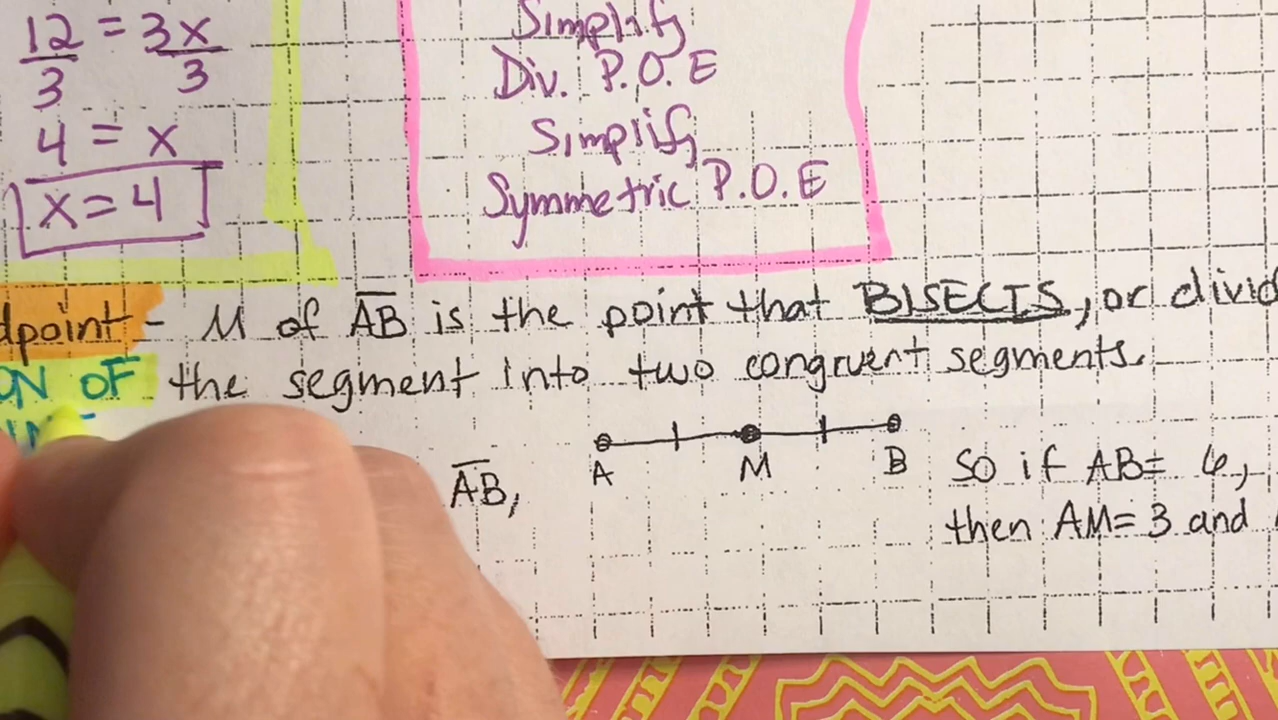 12 = 3x
3 3
4 = x
x = 4
Simplify
Div. P.O.E
Simplify
Symmetric P.O.E
dpoint - M of AB is the point that BISECTS, or divid
ON OF the segment into two congruent segments.
A M B
AB,
so if AB = 6,
then AM = 3 and